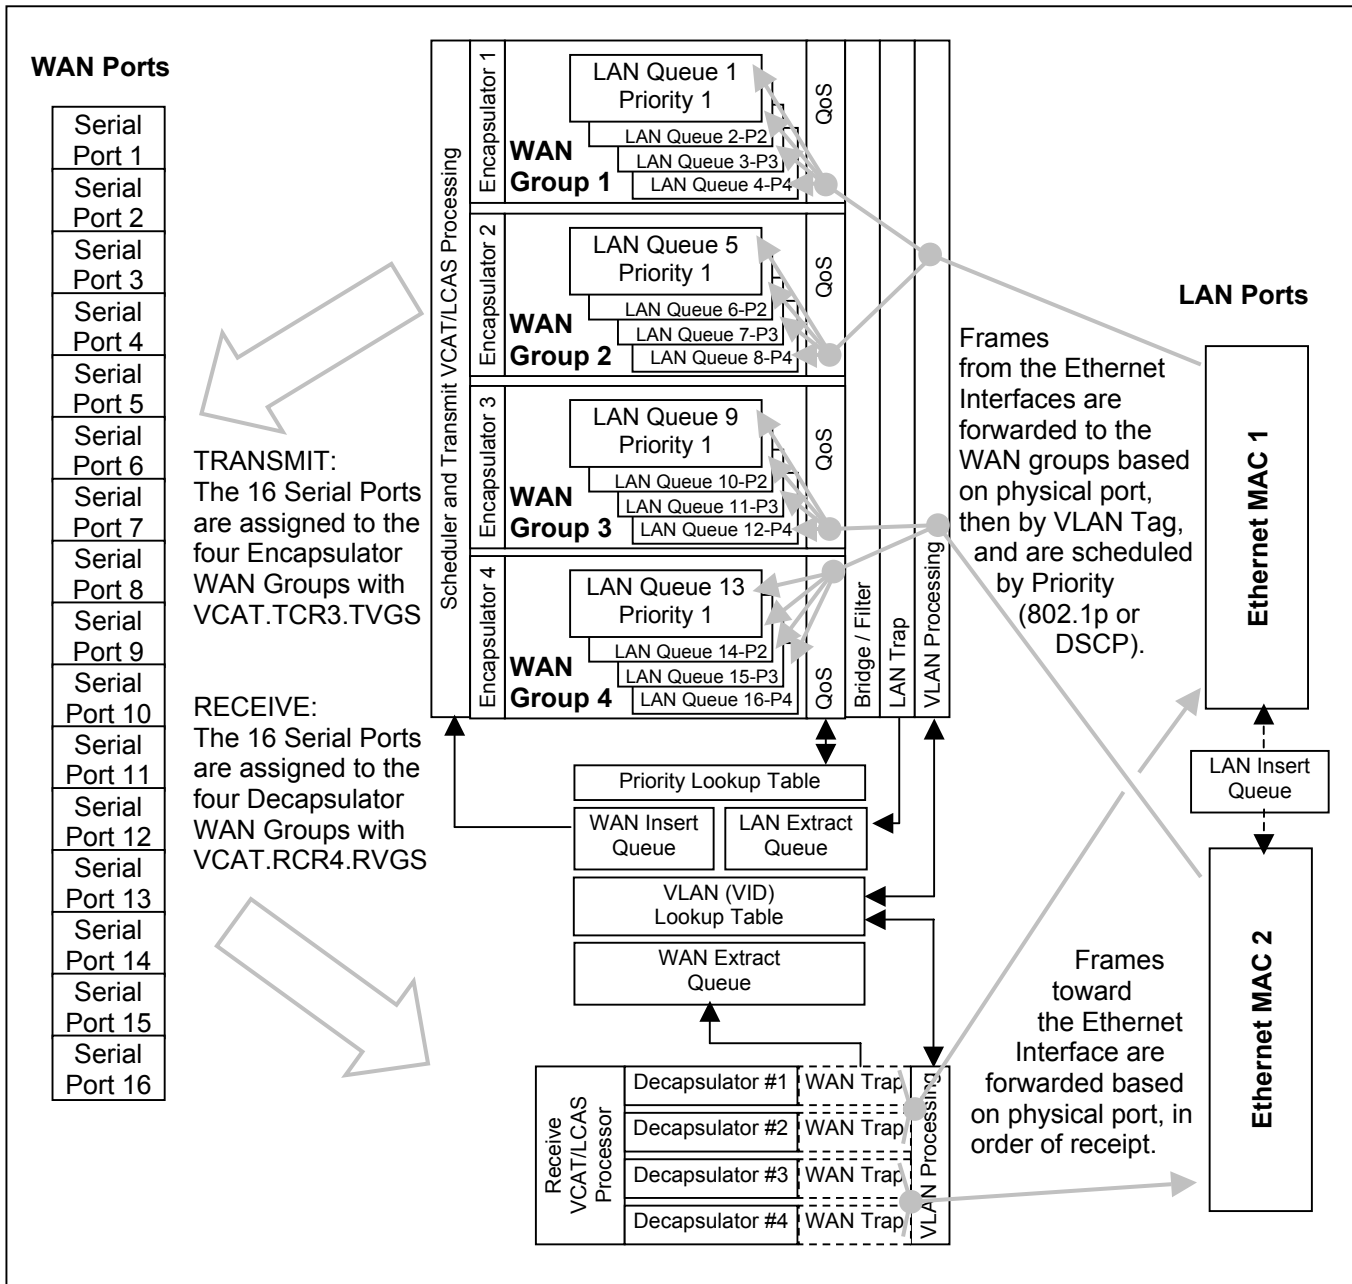 WAN Ports
Serial
Port 1
Serial
Port 2
Serial
Port 3
Serial
Port 4
Serial
Port 5
Serial
Port 6
Serial
Port 7
Serial
Port 8
Serial
Port 9
Serial
Port 10
Serial
Port 11
Serial
Port 12
Serial
Port 13
Serial
Port 14
Serial
Port 15
Serial
Port 16
TRANSMIT:
The 16 Serial Ports
are assigned to the
four Encapsulator
WAN Groups with
VCAT.TCR3.TVGS
RECEIVE:
The 16 Serial Ports
are assigned to the
four Decapsulator
WAN Groups with
VCAT.RCR4.RVGS
Scheduler and Transmit VCAT/LCAS Processing
Encapsulator 1
WAN
Group 1
LAN Queue 1
Priority 1
LAN Queue 2-P2
LAN Queue 3-P3
LAN Queue 4-P4
QoS
Encapsulator 2
WAN
Group 2
LAN Queue 5
Priority 1
LAN Queue 6-P2
LAN Queue 7-P3
LAN Queue 8-P4
QoS
Encapsulator 3
WAN
Group 3
LAN Queue 9
Priority 1
LAN Queue 10-P2
LAN Queue 11-P3
LAN Queue 12-P4
QoS
Encapsulator 4
WAN
Group 4
LAN Queue 13
Priority 1
LAN Queue 14-P2
LAN Queue 15-P3
LAN Queue 16-P4
QoS
Bridge / Filter
LAN Trap
VLAN Processing
Priority Lookup Table
WAN Insert
Queue
LAN Extract
Queue
VLAN (VID)
Lookup Table
WAN Extract
Queue
Receive
VCAT/LCAS
Processor
Decapsulator #1
WAN Trap
Decapsulator #2
WAN Trap
Decapsulator #3
WAN Trap
Decapsulator #4
WAN Trap
VLAN Processing
LAN Ports
Frames
from the Ethernet
Interfaces are
forwarded to the
WAN groups based
on physical port,
then by VLAN Tag,
and are scheduled
by Priority
(802.1p or
DSCP).
Ethernet MAC 1
LAN Insert
Queue
Ethernet MAC 2
Frames
toward
the Ethernet
Interface are
forwarded based
on physical port, in
order of receipt.